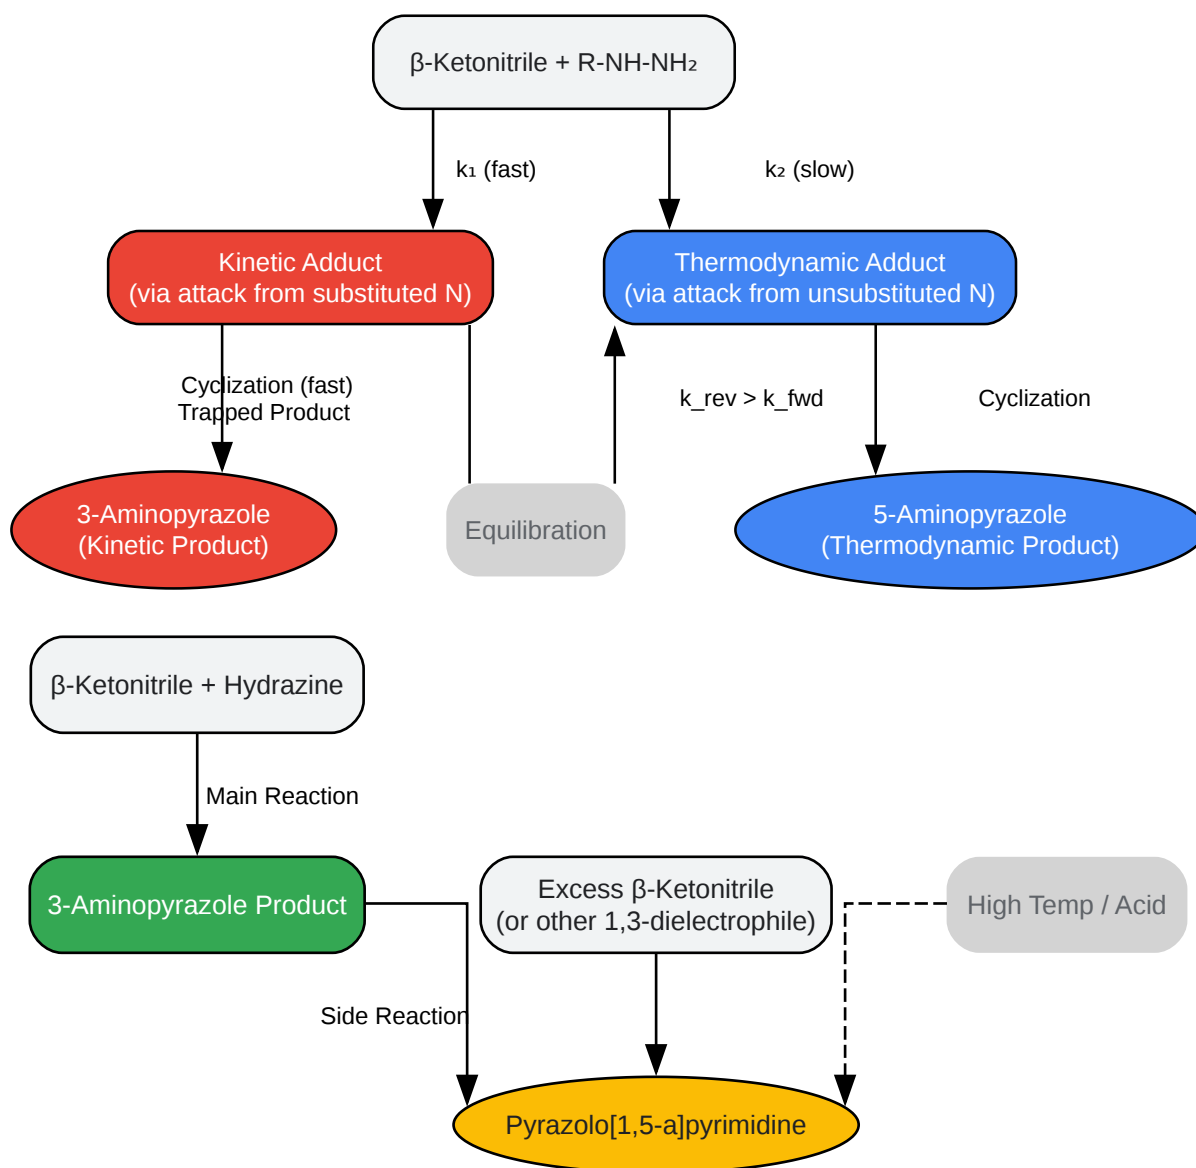 β-Ketonitrile + R-NH-NH₂
k₁ (fast)
k₂ (slow)
Kinetic Adduct
(via attack from substituted N)
Thermodynamic Adduct
(via attack from unsubstituted N)
Cyclization (fast)
Trapped Product
k_rev > k_fwd
Cyclization
3-Aminopyrazole
(Kinetic Product)
Equilibration
5-Aminopyrazole
(Thermodynamic Product)
β-Ketonitrile + Hydrazine
Main Reaction
3-Aminopyrazole Product
Excess β-Ketonitrile
(or other 1,3-dielectrophile)
High Temp / Acid
Side Reaction
Pyrazolo[1,5-a]pyrimidine